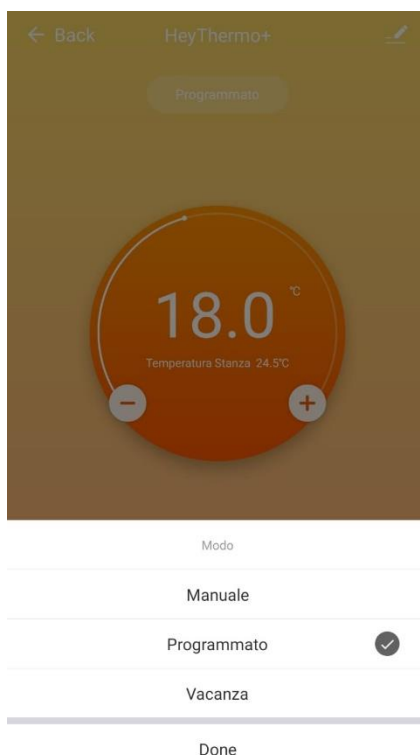 ← Back HeyThermo+
Programmato
18.0 °C
Temperatura Stanza 24.5°C
− +
Modo
Manuale
Programmato
Vacanza
Done